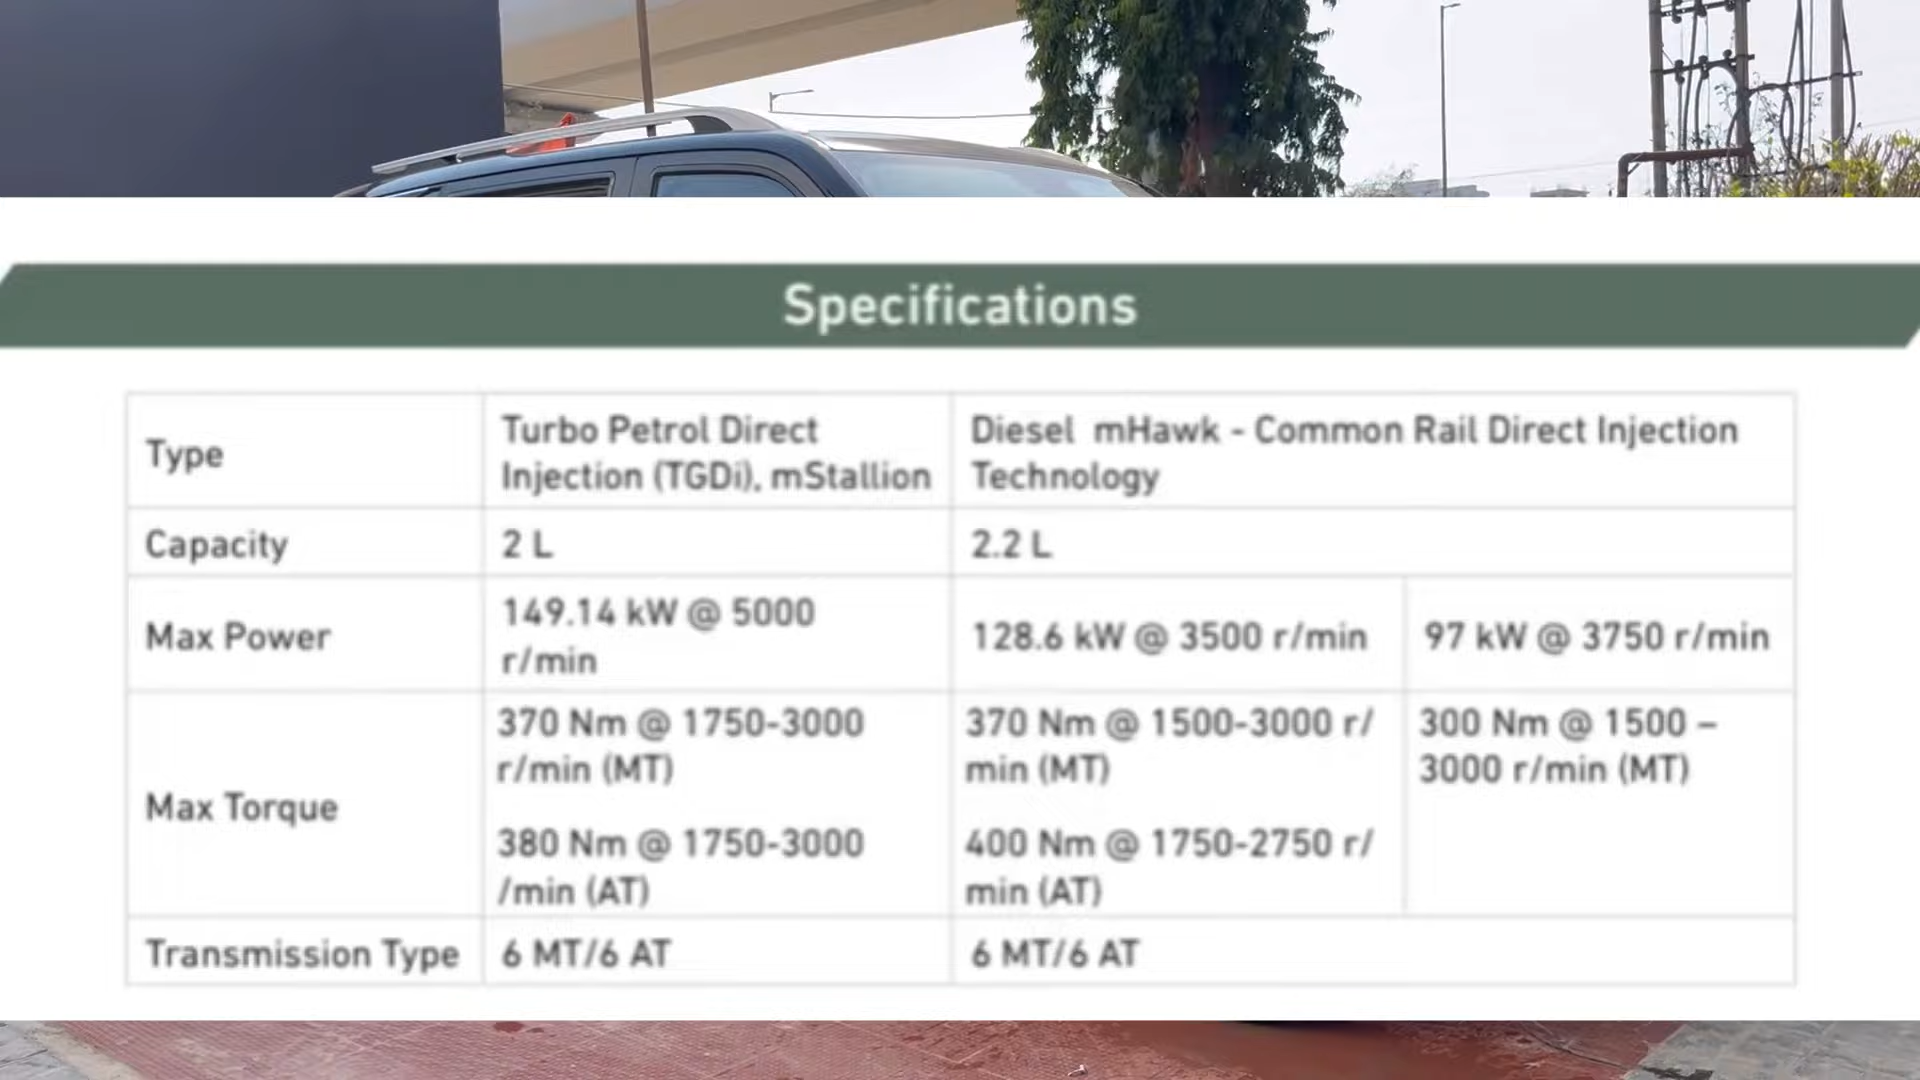 Specifications
Type
Turbo Petrol Direct
Injection (TGDi), mStallion
Diesel mHawk - Common Rail Direct Injection
Technology
Capacity
2 L
2.2 L
Max Power
149.14 kW @ 5000
r/min
128.6 kW @ 3500 r/min
97 kW @ 3750 r/min
Max Torque
370 Nm @ 1750-3000
r/min (MT)
380 Nm @ 1750-3000
/min (AT)
370 Nm @ 1500-3000 r/
min (MT)
400 Nm @ 1750-2750 r/
min (AT)
300 Nm @ 1500 –
3000 r/min (MT)
Transmission Type
6 MT/6 AT
6 MT/6 AT